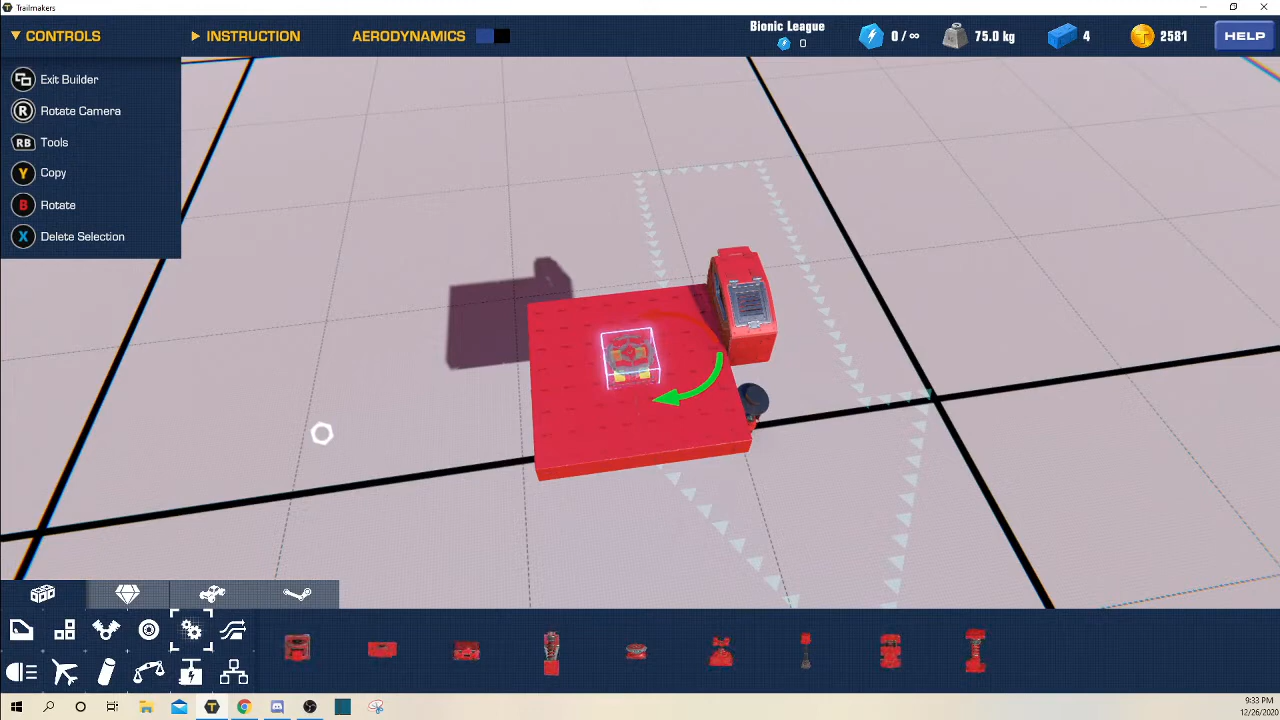 Trailmakers
CONTROLS
INSTRUCTION
AERODYNAMICS
Bionic League
0
0 / ∞
75.0 kg
4
2581
HELP
Exit Builder
R Rotate Camera
RB Tools
Y Copy
B Rotate
X Delete Selection
9:33 PM
12/26/2020